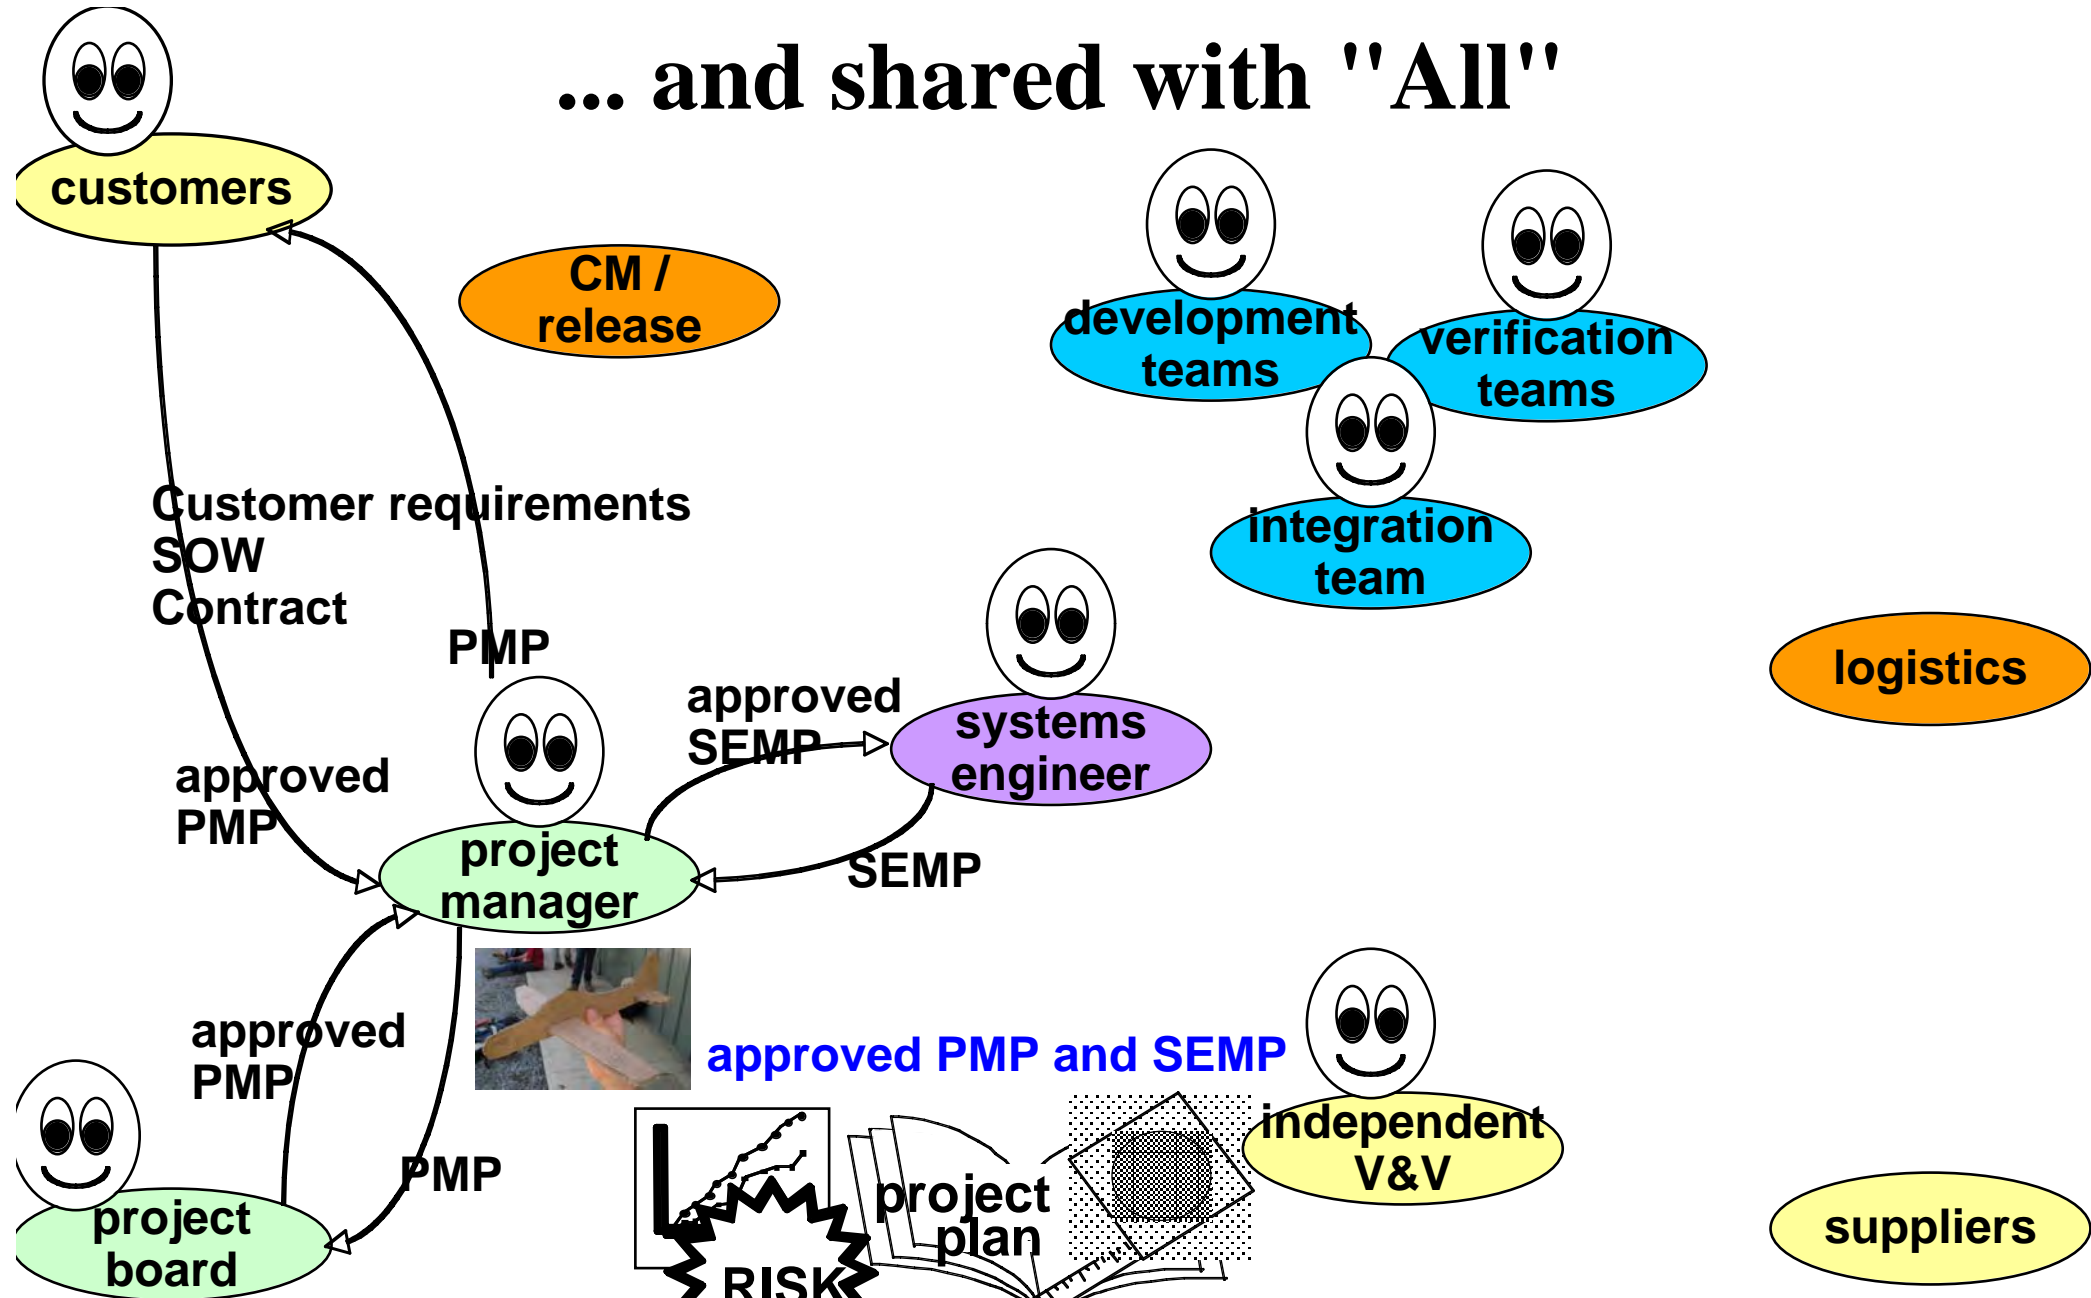 ... and shared with "All"
customers
CM /
release
development
teams
verification
teams
integration
team
Customer requirements
SOW
Contract
PMP
approved
SEMP
systems
engineer
logistics
approved
PMP
project
manager
SEMP
approved
PMP
approved PMP and SEMP
PMP
project
board
RISK
project
plan
independent
V&V
suppliers